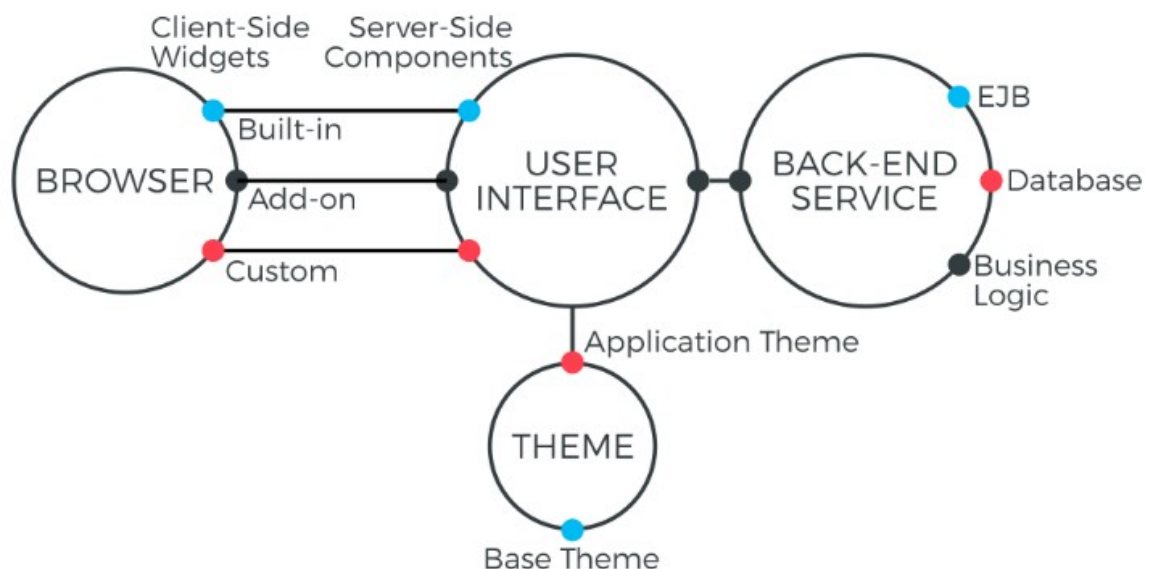 Client-Side
Widgets
Server-Side
Components
BROWSER
Built-in
Add-on
Custom
USER
INTERFACE
BACK-END
SERVICE
EJB
Database
Business
Logic
Application Theme
THEME
Base Theme